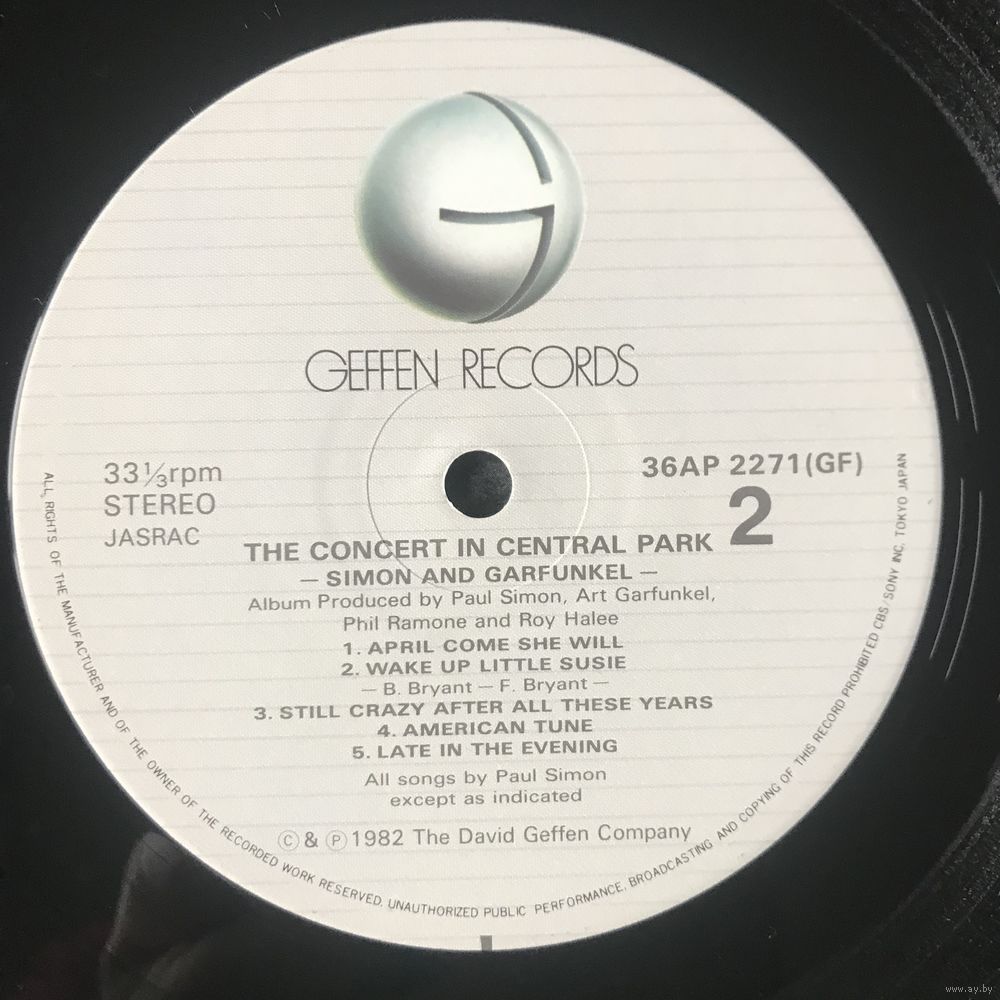 GEFFEN RECORDS
33⅓rpm
STEREO
JASRAC
36AP 2271(GF)
2
THE CONCERT IN CENTRAL PARK
— SIMON AND GARFUNKEL —
Album Produced by Paul Simon, Art Garfunkel,
Phil Ramone and Roy Halee
1. APRIL COME SHE WILL
2. WAKE UP LITTLE SUSIE
— B. Bryant — F. Bryant —
3. STILL CRAZY AFTER ALL THESE YEARS
4. AMERICAN TUNE
5. LATE IN THE EVENING
All songs by Paul Simon
except as indicated
Ⓒ & Ⓟ 1982 The David Geffen Company
ALL RIGHTS OF THE MANUFACTURER AND OF THE OWNER OF THE RECORDED WORK RESERVED. UNAUTHORIZED PUBLIC PERFORMANCE, BROADCASTING AND COPYING OF THIS RECORD PROHIBITED CBS/SONY INC. TOKYO JAPAN
www.ay.by